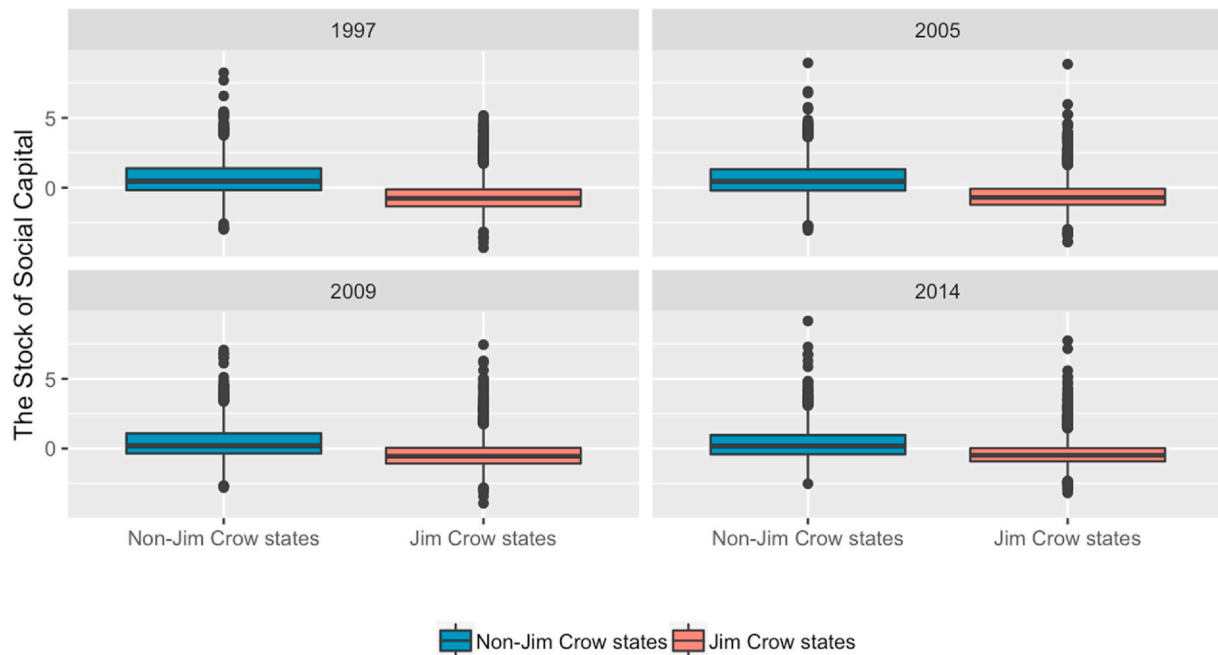 1997
2005
The Stock of Social Capital
5
0
2009
2014
5
0
Non-Jim Crow states
Jim Crow states
Non-Jim Crow states
Jim Crow states
Non-Jim Crow states
Jim Crow states